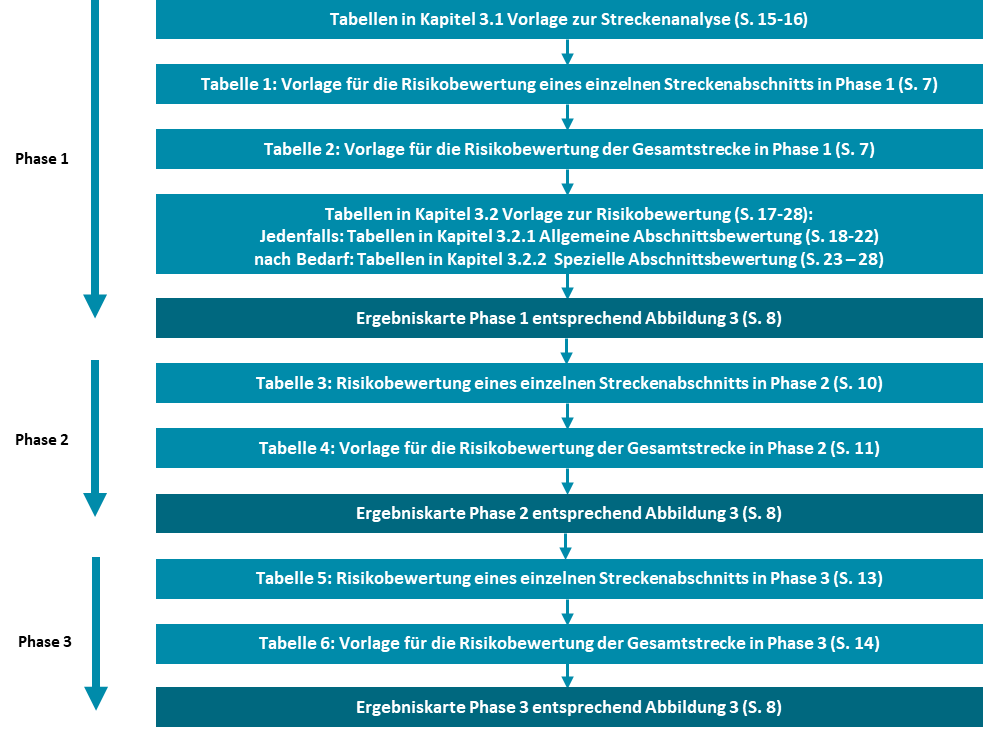 Tabellen in Kapitel 3.1 Vorlage zur Streckenanalyse (S. 15-16)
Tabelle 1: Vorlage für die Risikobewertung eines einzelnen Streckenabschnitts in Phase 1 (S. 7)
Phase 1
Tabelle 2: Vorlage für die Risikobewertung der Gesamtstrecke in Phase 1 (S. 7)
Tabellen in Kapitel 3.2 Vorlage zur Risikobewertung (S. 17-28):
Jedenfalls: Tabellen in Kapitel 3.2.1 Allgemeine Abschnittsbewertung (S. 18-22)
nach Bedarf: Tabellen in Kapitel 3.2.2 Spezielle Abschnittsbewertung (S. 23 – 28)
Ergebniskarte Phase 1 entsprechend Abbildung 3 (S. 8)
Tabelle 3: Risikobewertung eines einzelnen Streckenabschnitts in Phase 2 (S. 10)
Phase 2
Tabelle 4: Vorlage für die Risikobewertung der Gesamtstrecke in Phase 2 (S. 11)
Ergebniskarte Phase 2 entsprechend Abbildung 3 (S. 8)
Tabelle 5: Risikobewertung eines einzelnen Streckenabschnitts in Phase 3 (S. 13)
Phase 3
Tabelle 6: Vorlage für die Risikobewertung der Gesamtstrecke in Phase 3 (S. 14)
Ergebniskarte Phase 3 entsprechend Abbildung 3 (S. 8)